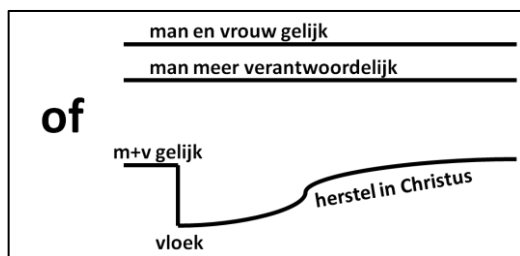 man en vrouw gelijk
man meer verantwoordelijk
of
m+v gelijk
herstel in Christus
vloek